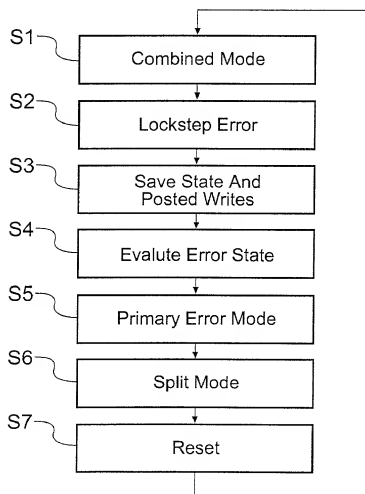 S1
Combined Mode
S2
Lockstep Error
S3
Save State And
Posted Writes
S4
Evalute Error State
S5
Primary Error Mode
S6
Split Mode
S7
Reset